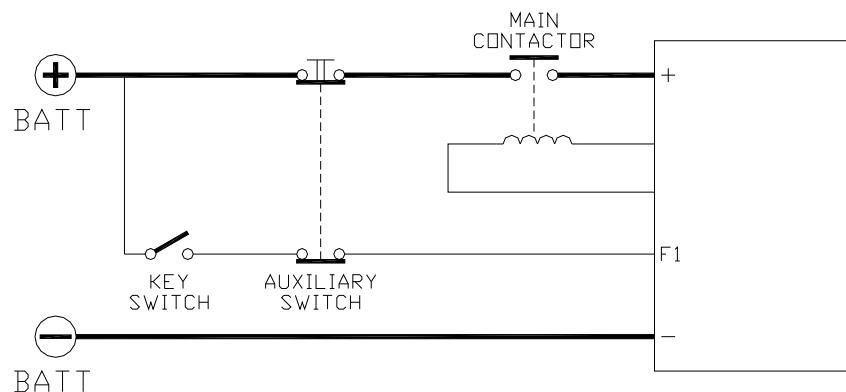 MAIN
CONTACTOR
+
BATT
+
F1
KEY
SWITCH
AUXILIARY
SWITCH
-
BATT
-